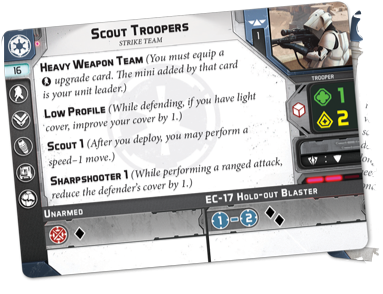 Scout Troopers
Strike Team
1
16
Heavy Weapon Team (You must equip a
upgrade card. The mini added by that card
is your unit leader.)
Low Profile (While defending, if you have light
cover, improve your cover by 1.)
Scout 1 (After you deploy, you may perform a
speed–1 move.)
Sharpshooter 1 (While performing a ranged attack,
reduce the defender's cover by 1.)
Trooper
1
2
Unarmed
EC-17 Hold-out Blaster
1–2